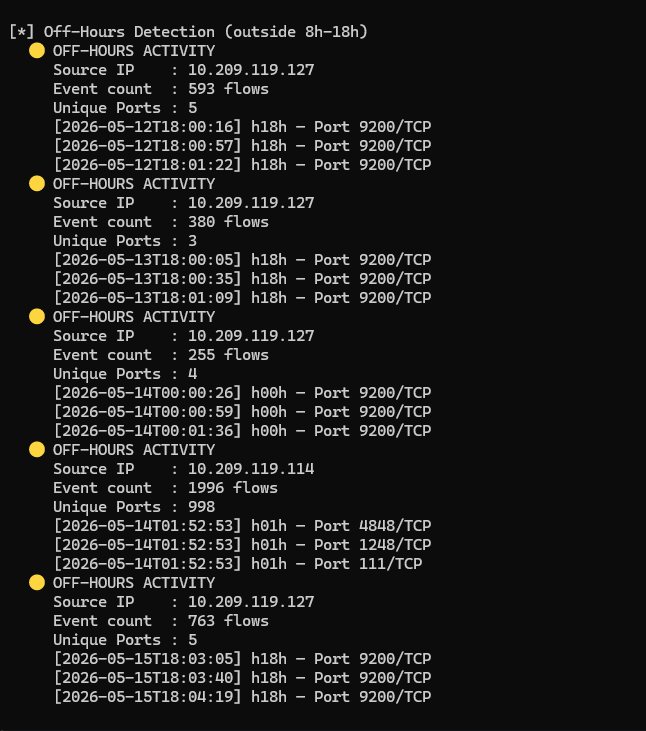 [*] Off-Hours Detection (outside 8h-18h)
OFF-HOURS ACTIVITY
Source IP    : 10.209.119.127
Event count  : 593 flows
Unique Ports : 5
[2026-05-12T18:00:16] h18h — Port 9200/TCP
[2026-05-12T18:00:57] h18h — Port 9200/TCP
[2026-05-12T18:01:22] h18h — Port 9200/TCP
OFF-HOURS ACTIVITY
Source IP    : 10.209.119.127
Event count  : 380 flows
Unique Ports : 3
[2026-05-13T18:00:05] h18h — Port 9200/TCP
[2026-05-13T18:00:35] h18h — Port 9200/TCP
[2026-05-13T18:01:09] h18h — Port 9200/TCP
OFF-HOURS ACTIVITY
Source IP    : 10.209.119.127
Event count  : 255 flows
Unique Ports : 4
[2026-05-14T00:00:26] h00h — Port 9200/TCP
[2026-05-14T00:00:59] h00h — Port 9200/TCP
[2026-05-14T00:01:36] h00h — Port 9200/TCP
OFF-HOURS ACTIVITY
Source IP    : 10.209.119.114
Event count  : 1996 flows
Unique Ports : 998
[2026-05-14T01:52:53] h01h — Port 4848/TCP
[2026-05-14T01:52:53] h01h — Port 1248/TCP
[2026-05-14T01:52:53] h01h — Port 111/TCP
OFF-HOURS ACTIVITY
Source IP    : 10.209.119.127
Event count  : 763 flows
Unique Ports : 5
[2026-05-15T18:03:05] h18h — Port 9200/TCP
[2026-05-15T18:03:40] h18h — Port 9200/TCP
[2026-05-15T18:04:19] h18h — Port 9200/TCP